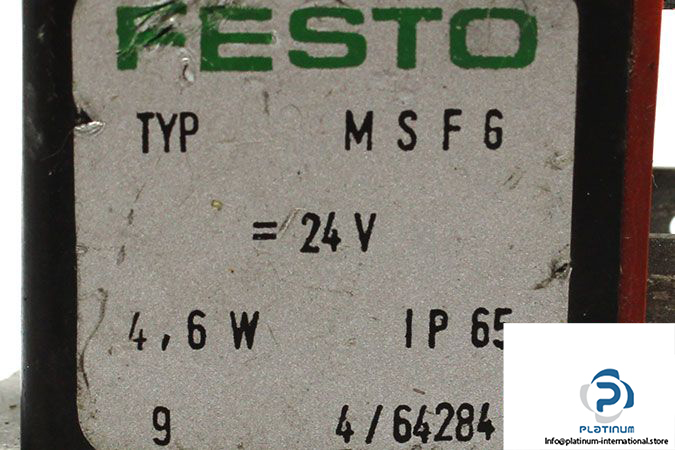 FESTO
TYP MSFG
= 24 V
4,6 W IP 65
9 4/64284
PLATINUM
Info@platinum-international.store